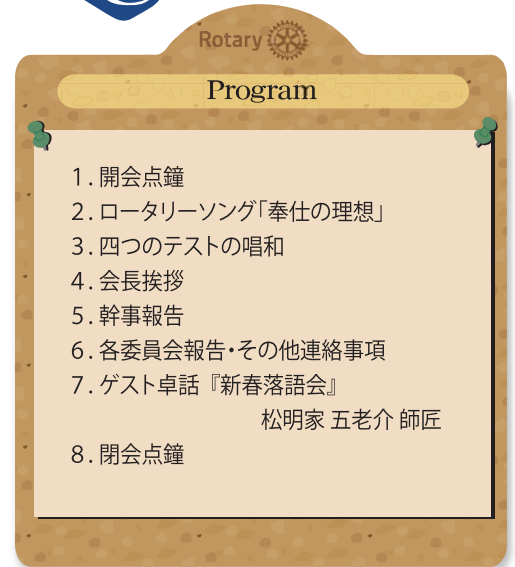 Rotary
Program
1.開会点鐘
2.ロータリーソング「奉仕の理想」
3.四つのテストの唱和
4.会長挨拶
5.幹事報告
6.各委員会報告・その他連絡事項
7.ゲスト卓話『新春落語会』
松明家 五老介 師匠
8.閉会点鐘